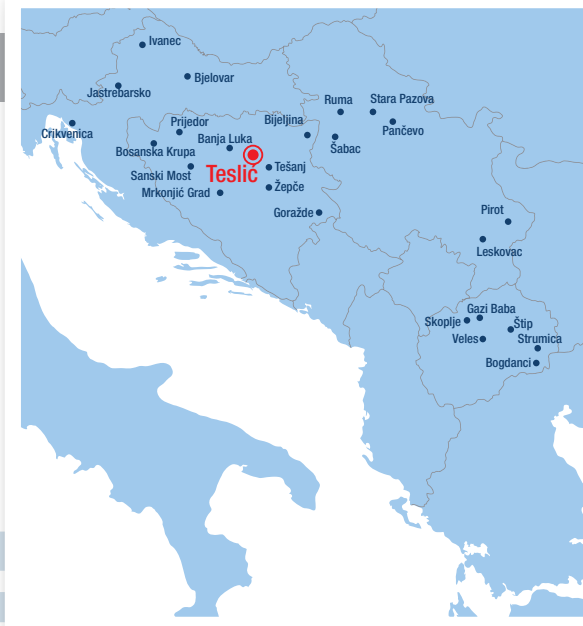 Ivanec
Bjelovar
Jastrebarsko
Ruma
Stara Pazova
Crikvenica
Prijedor
Bijeljina
Pančevo
Banja Luka
Šabac
Bosanska Krupa
Teslić
Tešanj
Sanski Most
Žepče
Mrkonjić Grad
Goražde
Pirot
Leskovac
Gazi Baba
Skoplje
Štip
Veles
Strumica
Bogdanci